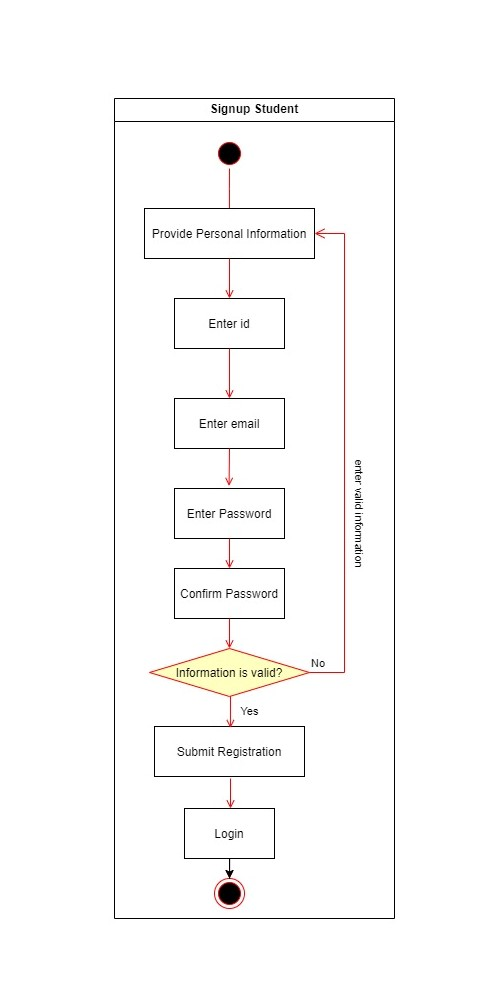 Signup Student
Provide Personal Information
Enter id
Enter email
enter valid information
Enter Password
Confirm Password
Information is valid?
No
Yes
Submit Registration
Login